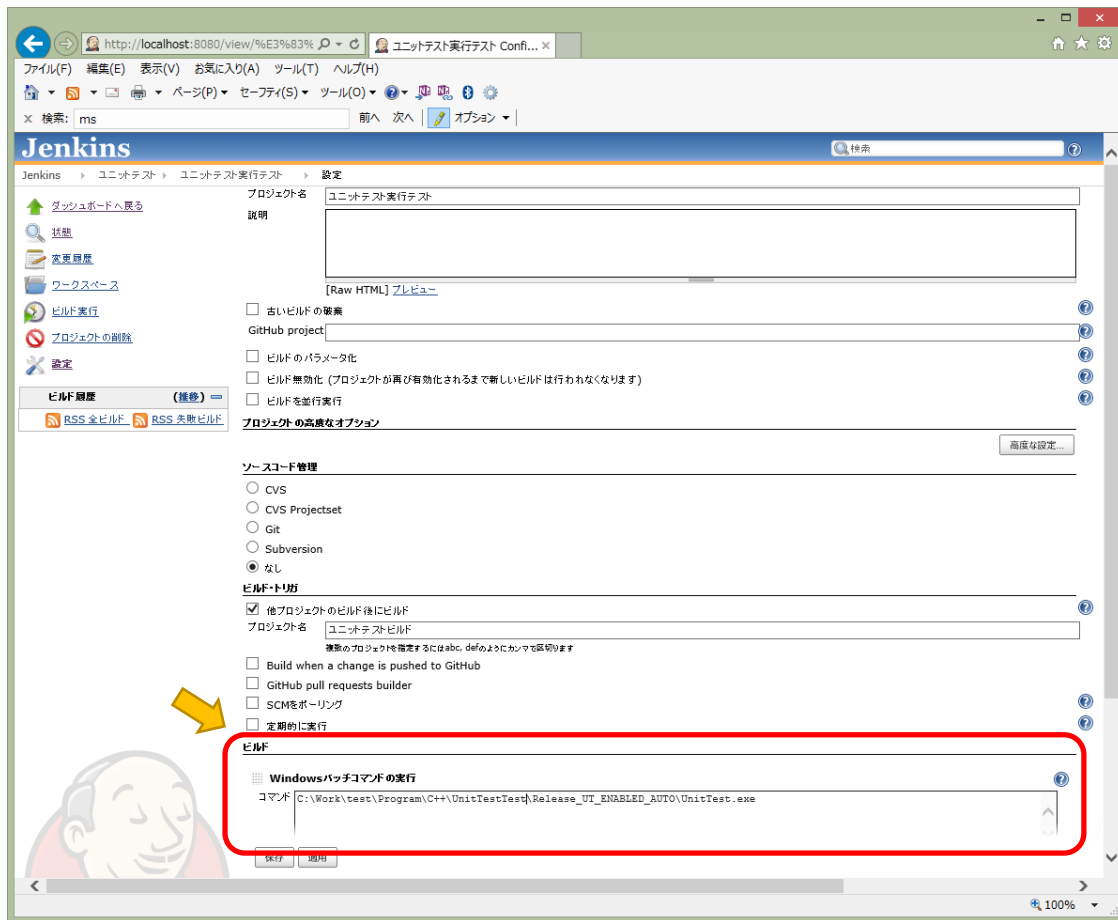 http://localhost:8080/view/%E3%83%
ユニットテスト実行テスト Confi...
ファイル(F) 編集(E) 表示(V) お気に入り(A) ツール(T) ヘルプ(H)
ページ(P) セーフティ(S) ツール(O)
検索: ms 前へ 次へ オプション
Jenkins
検索
Jenkins ユニットテスト ユニットテスト実行テスト 設定
ダッシュボードへ戻る
状態
変更履歴
ワークスペース
ビルド実行
プロジェクトの削除
設定
ビルド履歴 (推移)
RSS 全ビルド RSS 失敗ビルド
プロジェクト名 ユニットテスト実行テスト
説明
[Raw HTML] プレビュー
古いビルドの破棄
GitHub project
ビルドのパラメータ化
ビルド無効化 (プロジェクトが再び有効化されるまで新しいビルドは行われなくなります)
ビルドを並行実行
プロジェクトの高度なオプション
高度な設定...
ソースコード管理
CVS
CVS Projectset
Git
Subversion
なし
ビルド・トリガ
他プロジェクトのビルド後にビルド
プロジェクト名 ユニットテストビルド
複数のプロジェクトを指定するにはabc, defのようにカンマで区切ります
Build when a change is pushed to GitHub
GitHub pull requests builder
SCMをポーリング
定期的に実行
ビルド
Windowsバッチコマンドの実行
コマンド C:\Work\test\Program\C++\UnitTestTest\Release_UT_ENABLED_AUTO\UnitTest.exe
保存 適用
100%